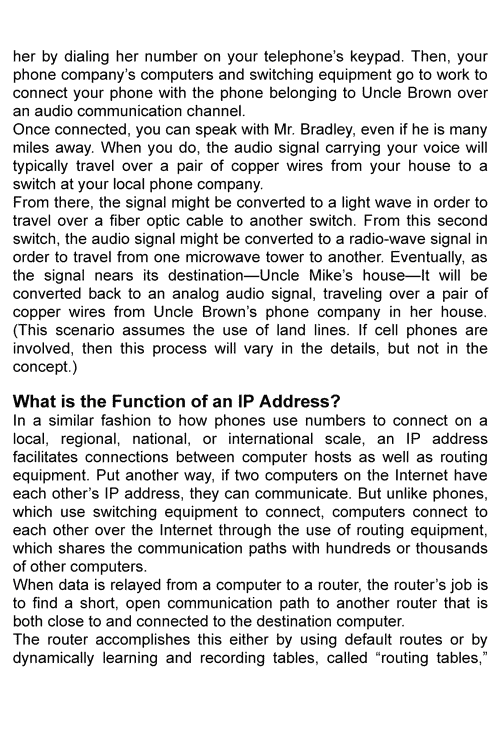 her by dialing her number on your telephone's keypad. Then, your
phone company's computers and switching equipment go to work to
connect your phone with the phone belonging to Uncle Brown over
an audio communication channel.
Once connected, you can speak with Mr. Bradley, even if he is many
miles away. When you do, the audio signal carrying your voice will
typically travel over a pair of copper wires from your house to a
switch at your local phone company.
From there, the signal might be converted to a light wave in order to
travel over a fiber optic cable to another switch. From this second
switch, the audio signal might be converted to a radio-wave signal in
order to travel from one microwave tower to another. Eventually, as
the signal nears its destination—Uncle Mike's house—It will be
converted back to an analog audio signal, traveling over a pair of
copper wires from Uncle Brown's phone company in her house.
(This scenario assumes the use of land lines. If cell phones are
involved, then this process will vary in the details, but not in the
concept.)
What is the Function of an IP Address?
In a similar fashion to how phones use numbers to connect on a
local, regional, national, or international scale, an IP address
facilitates connections between computer hosts as well as routing
equipment. Put another way, if two computers on the Internet have
each other's IP address, they can communicate. But unlike phones,
which use switching equipment to connect, computers connect to
each other over the Internet through the use of routing equipment,
which shares the communication paths with hundreds or thousands
of other computers.
When data is relayed from a computer to a router, the router's job is
to find a short, open communication path to another router that is
both close to and connected to the destination computer.
The router accomplishes this either by using default routes or by
dynamically learning and recording tables, called “routing tables,”